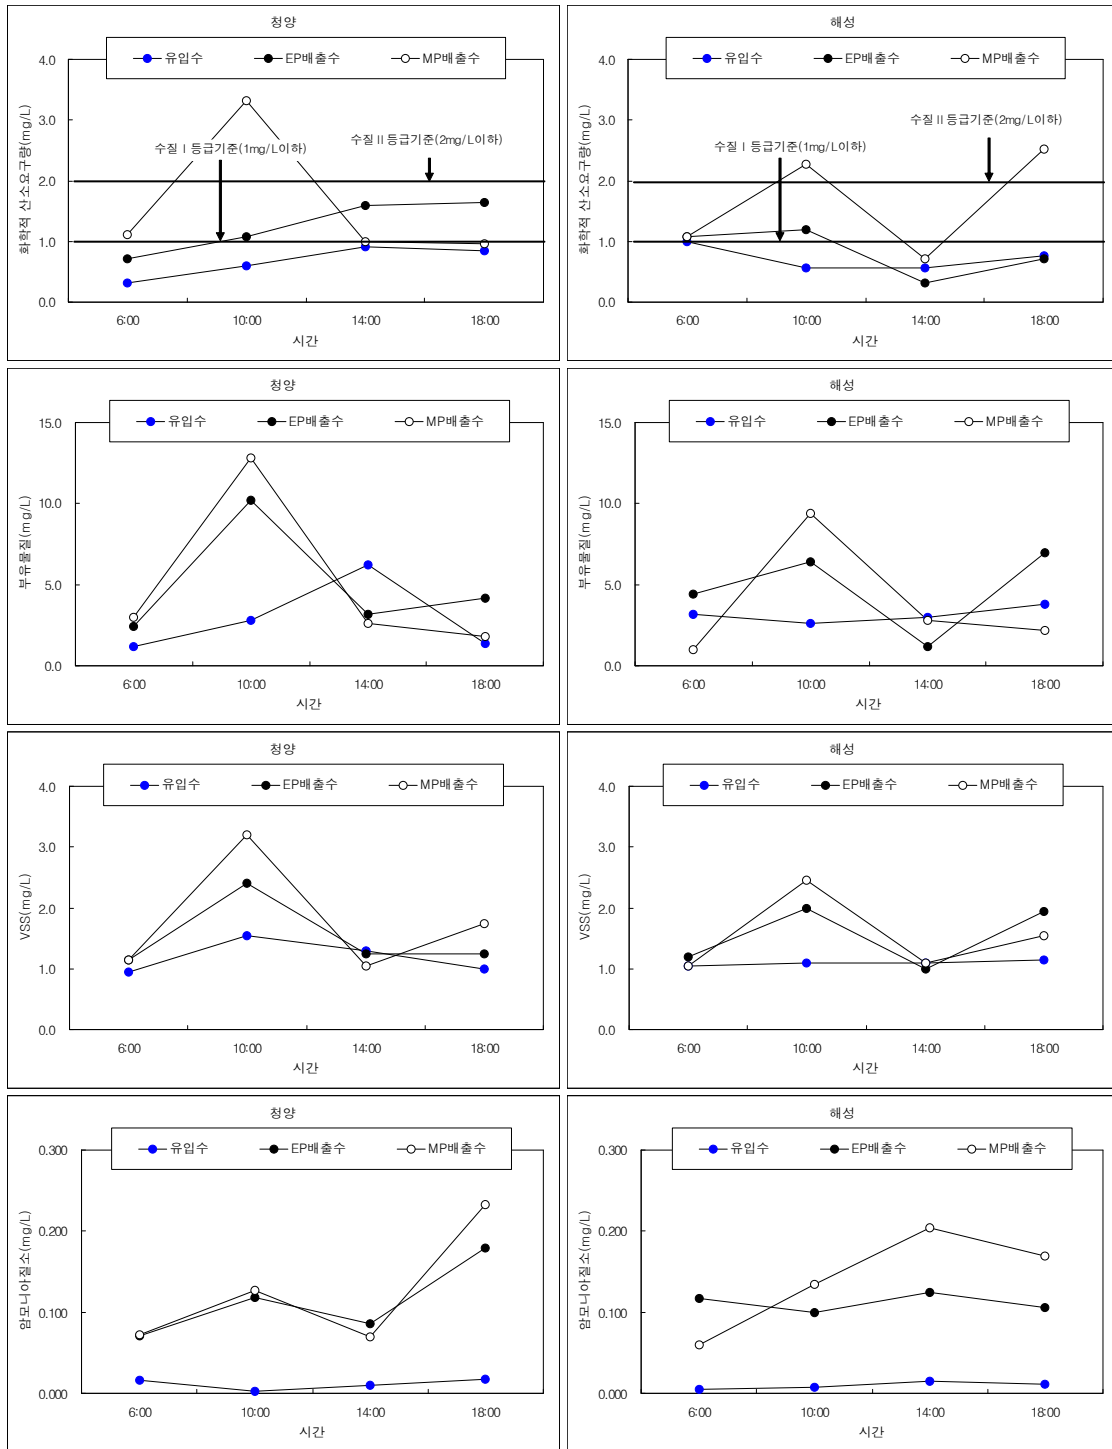 청양
유입수 EP배출수 MP배출수
4.0
3.0
2.0
1.0
0.0
화학적 산소요구량(mg/L)
수질Ⅰ등급기준(1mg/L이하)
수질Ⅱ등급기준(2mg/L이하)
6:00 10:00 14:00 18:00
시간
해성
유입수 EP배출수 MP배출수
4.0
3.0
2.0
1.0
0.0
화학적 산소요구량(mg/L)
수질Ⅰ등급기준(1mg/L이하)
수질Ⅱ등급기준(2mg/L이하)
6:00 10:00 14:00 18:00
시간
청양
유입수 EP배출수 MP배출수
15.0
10.0
5.0
0.0
부유물질(mg/L)
6:00 10:00 14:00 18:00
시간
해성
유입수 EP배출수 MP배출수
15.0
10.0
5.0
0.0
부유물질(mg/L)
6:00 10:00 14:00 18:00
시간
청양
유입수 EP배출수 MP배출수
4.0
3.0
2.0
1.0
0.0
VSS(mg/L)
6:00 10:00 14:00 18:00
시간
해성
유입수 EP배출수 MP배출수
4.0
3.0
2.0
1.0
0.0
VSS(mg/L)
6:00 10:00 14:00 18:00
시간
청양
유입수 EP배출수 MP배출수
0.300
0.200
0.100
0.000
암모니아질소(mg/L)
6:00 10:00 14:00 18:00
시간
해성
유입수 EP배출수 MP배출수
0.300
0.200
0.100
0.000
암모니아질소(mg/L)
6:00 10:00 14:00 18:00
시간